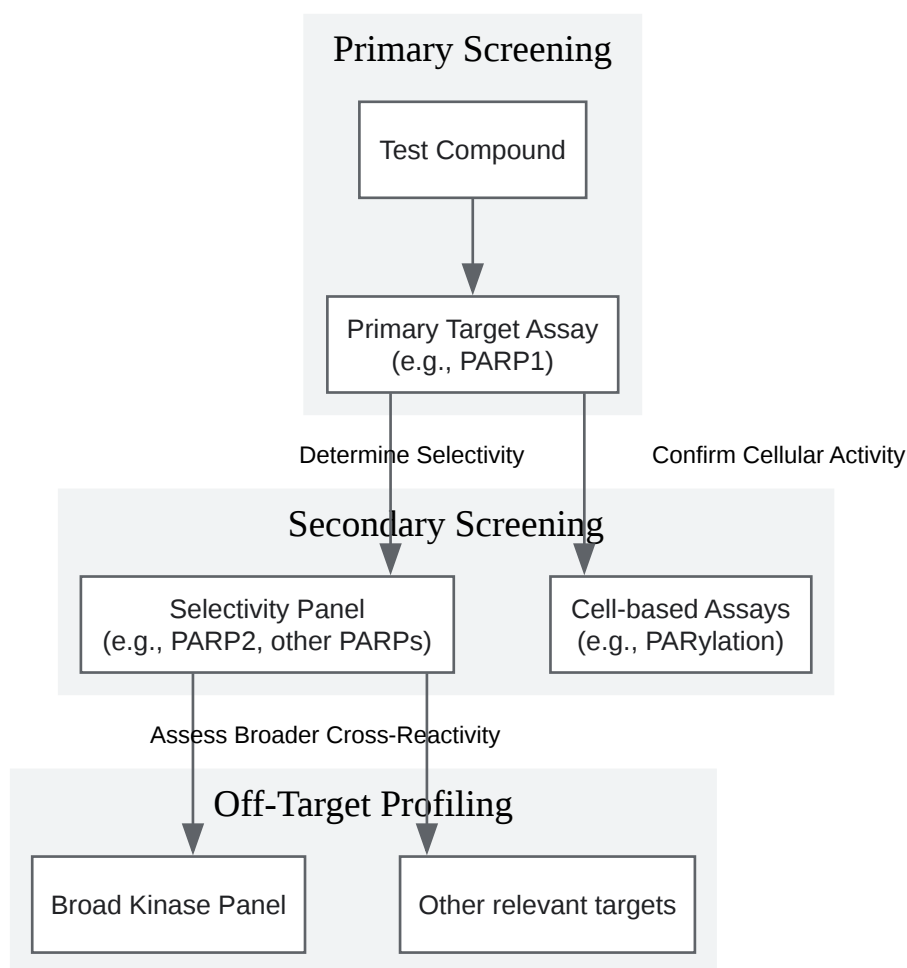 Primary Screening
Test Compound
Primary Target Assay
(e.g., PARP1)
Determine Selectivity
Confirm Cellular Activity
Secondary Screening
Selectivity Panel
(e.g., PARP2, other PARPs)
Cell-based Assays
(e.g., PARylation)
Assess Broader Cross-Reactivity
Off-Target Profiling
Broad Kinase Panel
Other relevant targets